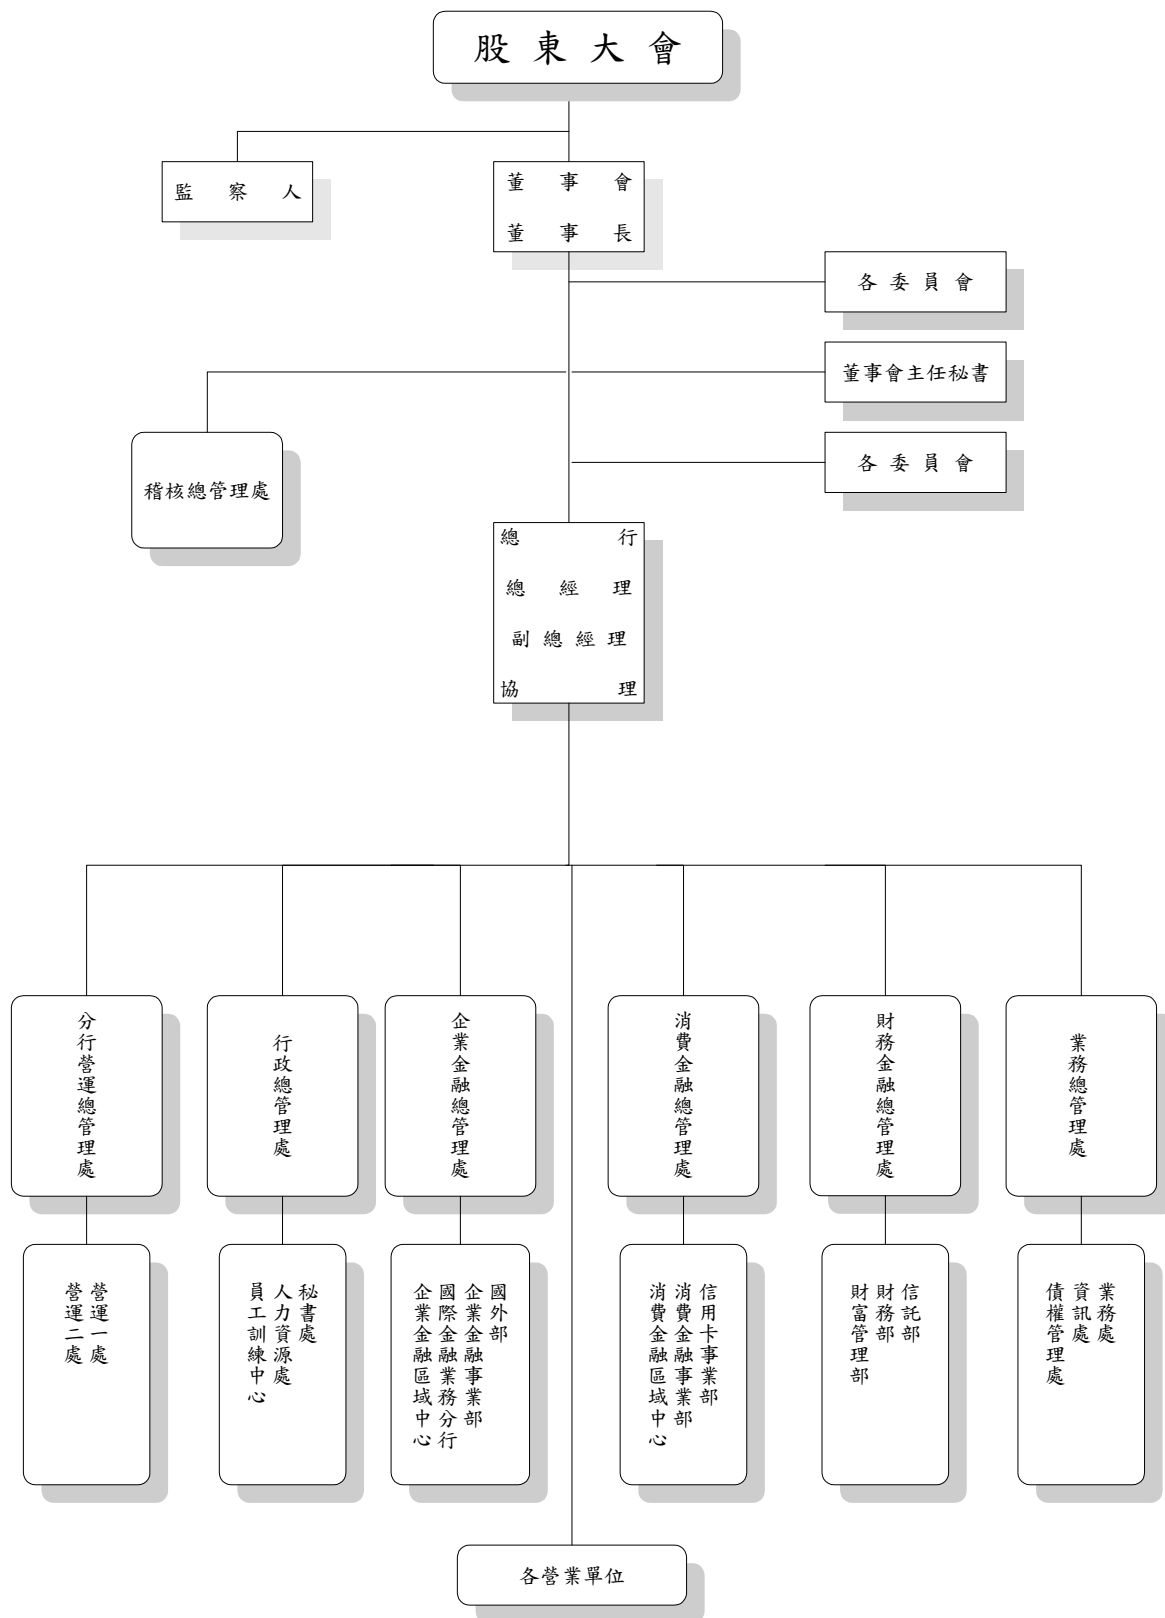 股東大會
監察人
董事會
董事長
各委員會
董事會主任秘書
各委員會
稽核總管理處
總行
總經理
副總經理
協理
分行營運總管理處
行政總管理處
企業金融總管理處
消費金融總管理處
財務金融總管理處
業務總管理處
營運一處
營運二處
秘書處
人力資源處
員工訓練中心
國外部
企業金融事業部
國際金融業務分行
企業金融區域中心
信用卡事業部
消費金融事業部
消費金融區域中心
信託部
財務部
財富管理部
業務處
資訊處
債權管理處
各營業單位